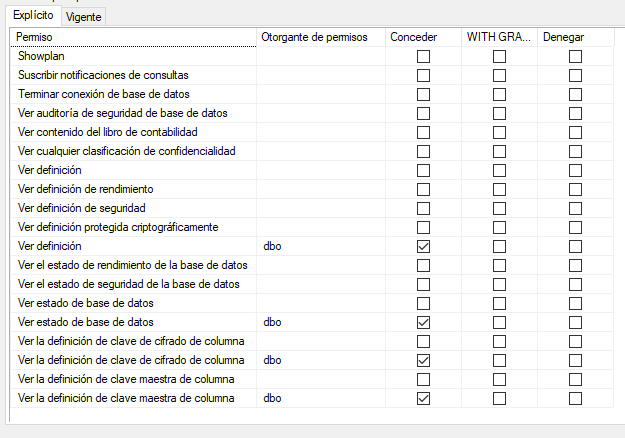 Explícito Vigente
Permiso Otorgante de permisos Conceder WITH GRA... Denegar
Showplan
Suscribir notificaciones de consultas
Terminar conexión de base de datos
Ver auditoría de seguridad de base de datos
Ver contenido del libro de contabilidad
Ver cualquier clasificación de confidencialidad
Ver definición
Ver definición de rendimiento
Ver definición de seguridad
Ver definición protegida criptográficamente
Ver definición dbo
Ver el estado de rendimiento de la base de datos
Ver el estado de seguridad de la base de datos
Ver estado de base de datos
Ver estado de base de datos dbo
Ver la definición de clave de cifrado de columna
Ver la definición de clave de cifrado de columna dbo
Ver la definición de clave maestra de columna
Ver la definición de clave maestra de columna dbo